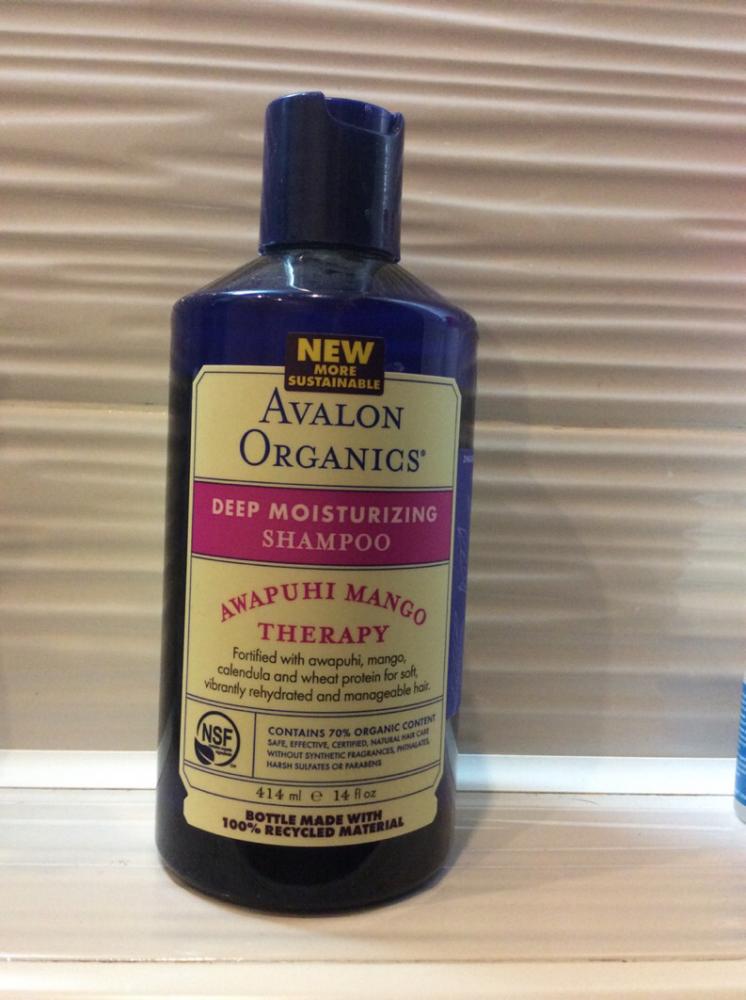 NEW
MORE
SUSTAINABLE
AVALON
ORGANICS®
DEEP MOISTURIZING
SHAMPOO
AWAPUHI MANGO
THERAPY
Fortified with awapuhi, mango,
calendula and wheat protein for soft,
vibrantly rehydrated and manageable hair.
NSF
CONTAINS 70% ORGANIC CONTENT
SAFE, EFFECTIVE, CERTIFIED, NATURAL HAIR CARE
WITHOUT SYNTHETIC FRAGRANCES, PHTHALATES,
HARSH SULFATES OR PARABENS
414 ml ℮ 14 fl oz
BOTTLE MADE WITH
100% RECYCLED MATERIAL